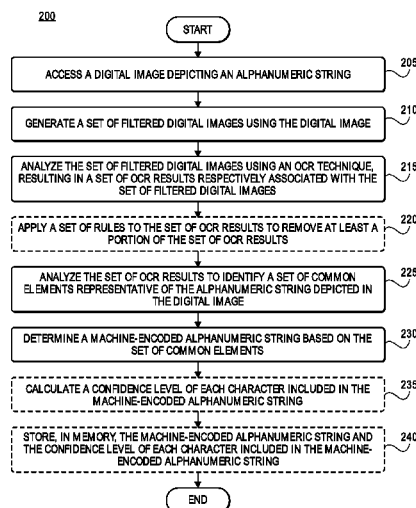 200
START
205
ACCESS A DIGITAL IMAGE DEPICTING AN ALPHANUMERIC STRING
210
GENERATE A SET OF FILTERED DIGITAL IMAGES USING THE DIGITAL IMAGE
215
ANALYZE THE SET OF FILTERED DIGITAL IMAGES USING AN OCR TECHNIQUE,
RESULTING IN A SET OF OCR RESULTS RESPECTIVELY ASSOCIATED WITH THE
SET OF FILTERED DIGITAL IMAGES
220
APPLY A SET OF RULES TO THE SET OF OCR RESULTS TO REMOVE AT LEAST A
PORTION OF THE SET OF OCR RESULTS
225
ANALYZE THE SET OF OCR RESULTS TO IDENTIFY A SET OF COMMON
ELEMENTS REPRESENTATIVE OF THE ALPHANUMERIC STRING DEPICTED IN
THE DIGITAL IMAGE
230
DETERMINE A MACHINE-ENCODED ALPHANUMERIC STRING BASED ON THE
SET OF COMMON ELEMENTS
235
CALCULATE A CONFIDENCE LEVEL OF EACH CHARACTER INCLUDED IN THE
MACHINE-ENCODED ALPHANUMERIC STRING
240
STORE, IN MEMORY, THE MACHINE-ENCODED ALPHANUMERIC STRING AND
THE CONFIDENCE LEVEL OF EACH CHARACTER INCLUDED IN THE MACHINE-
ENCODED ALPHANUMERIC STRING
END